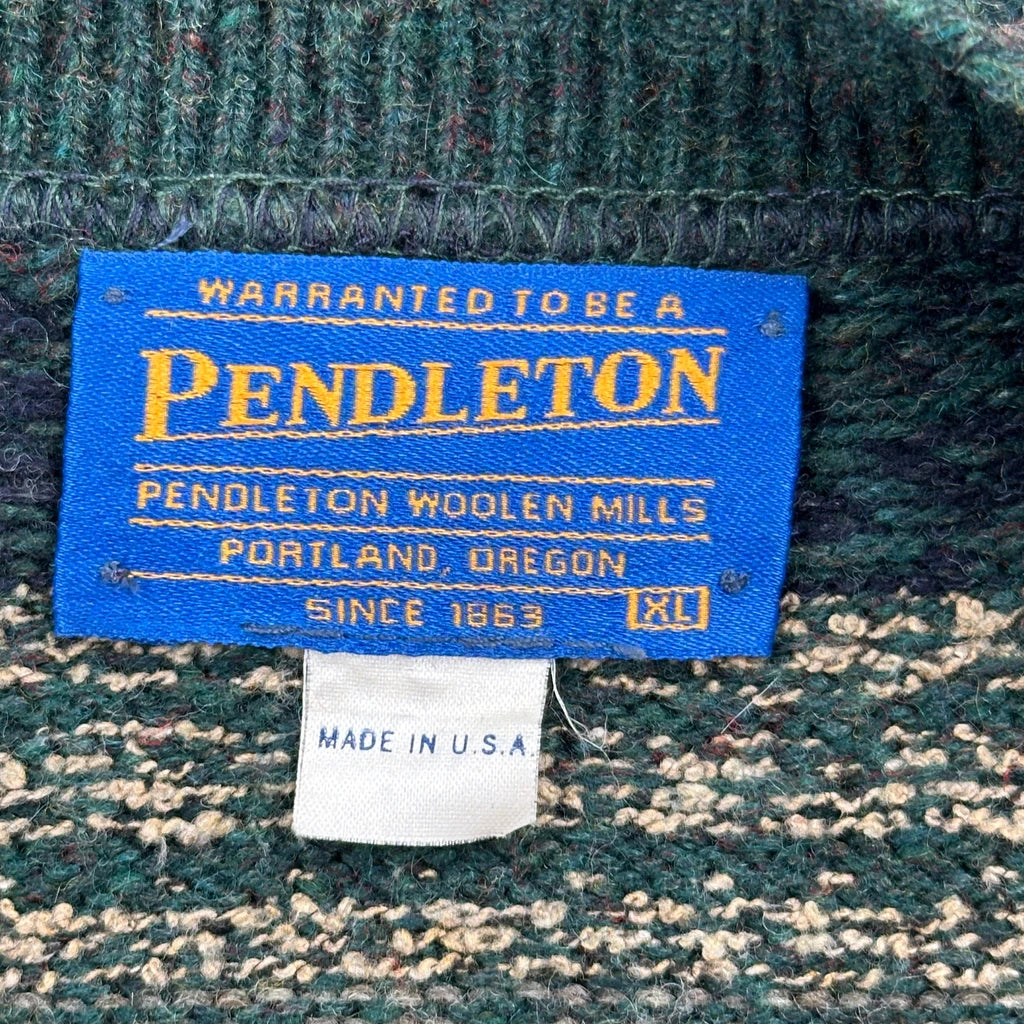 WARRANTED TO BE A
PENDLETON
PENDLETON WOOLEN MILLS
PORTLAND, OREGON
SINCE 1863 XL
MADE IN U.S.A.